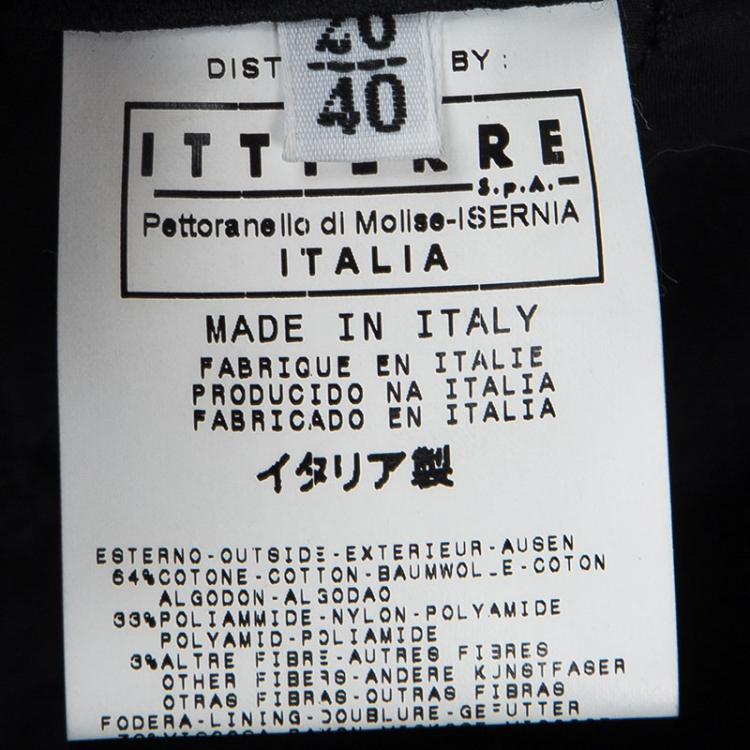 20
40
DIST BY :
ITTIERRE
S.p.A.
Pettoranello di Molise-ISERNIA
ITALIA
MADE IN ITALY
FABRIQUE EN ITALIE
PRODUCIDO NA ITALIA
FABRICADO EN ITALIA
イタリア製
ESTERNO-OUTSIDE-EXTERIEUR-AUSEN
64%COTONE-COTTON-BAUMWOLLE-COTON
ALGODON-ALGODAO
33%POLIAMMIDE-NYLON-POLYAMIDE
POLYAMID-POLIAMIDE
3%ALTRE FIBRE-AUTRES FIBRES
OTHER FIBERS-ANDERE KUNSTFASER
OTRAS FIBRAS-OUTRAS FIBRAS
FODERA-LINING-DOUBLURE-GEFUTTER